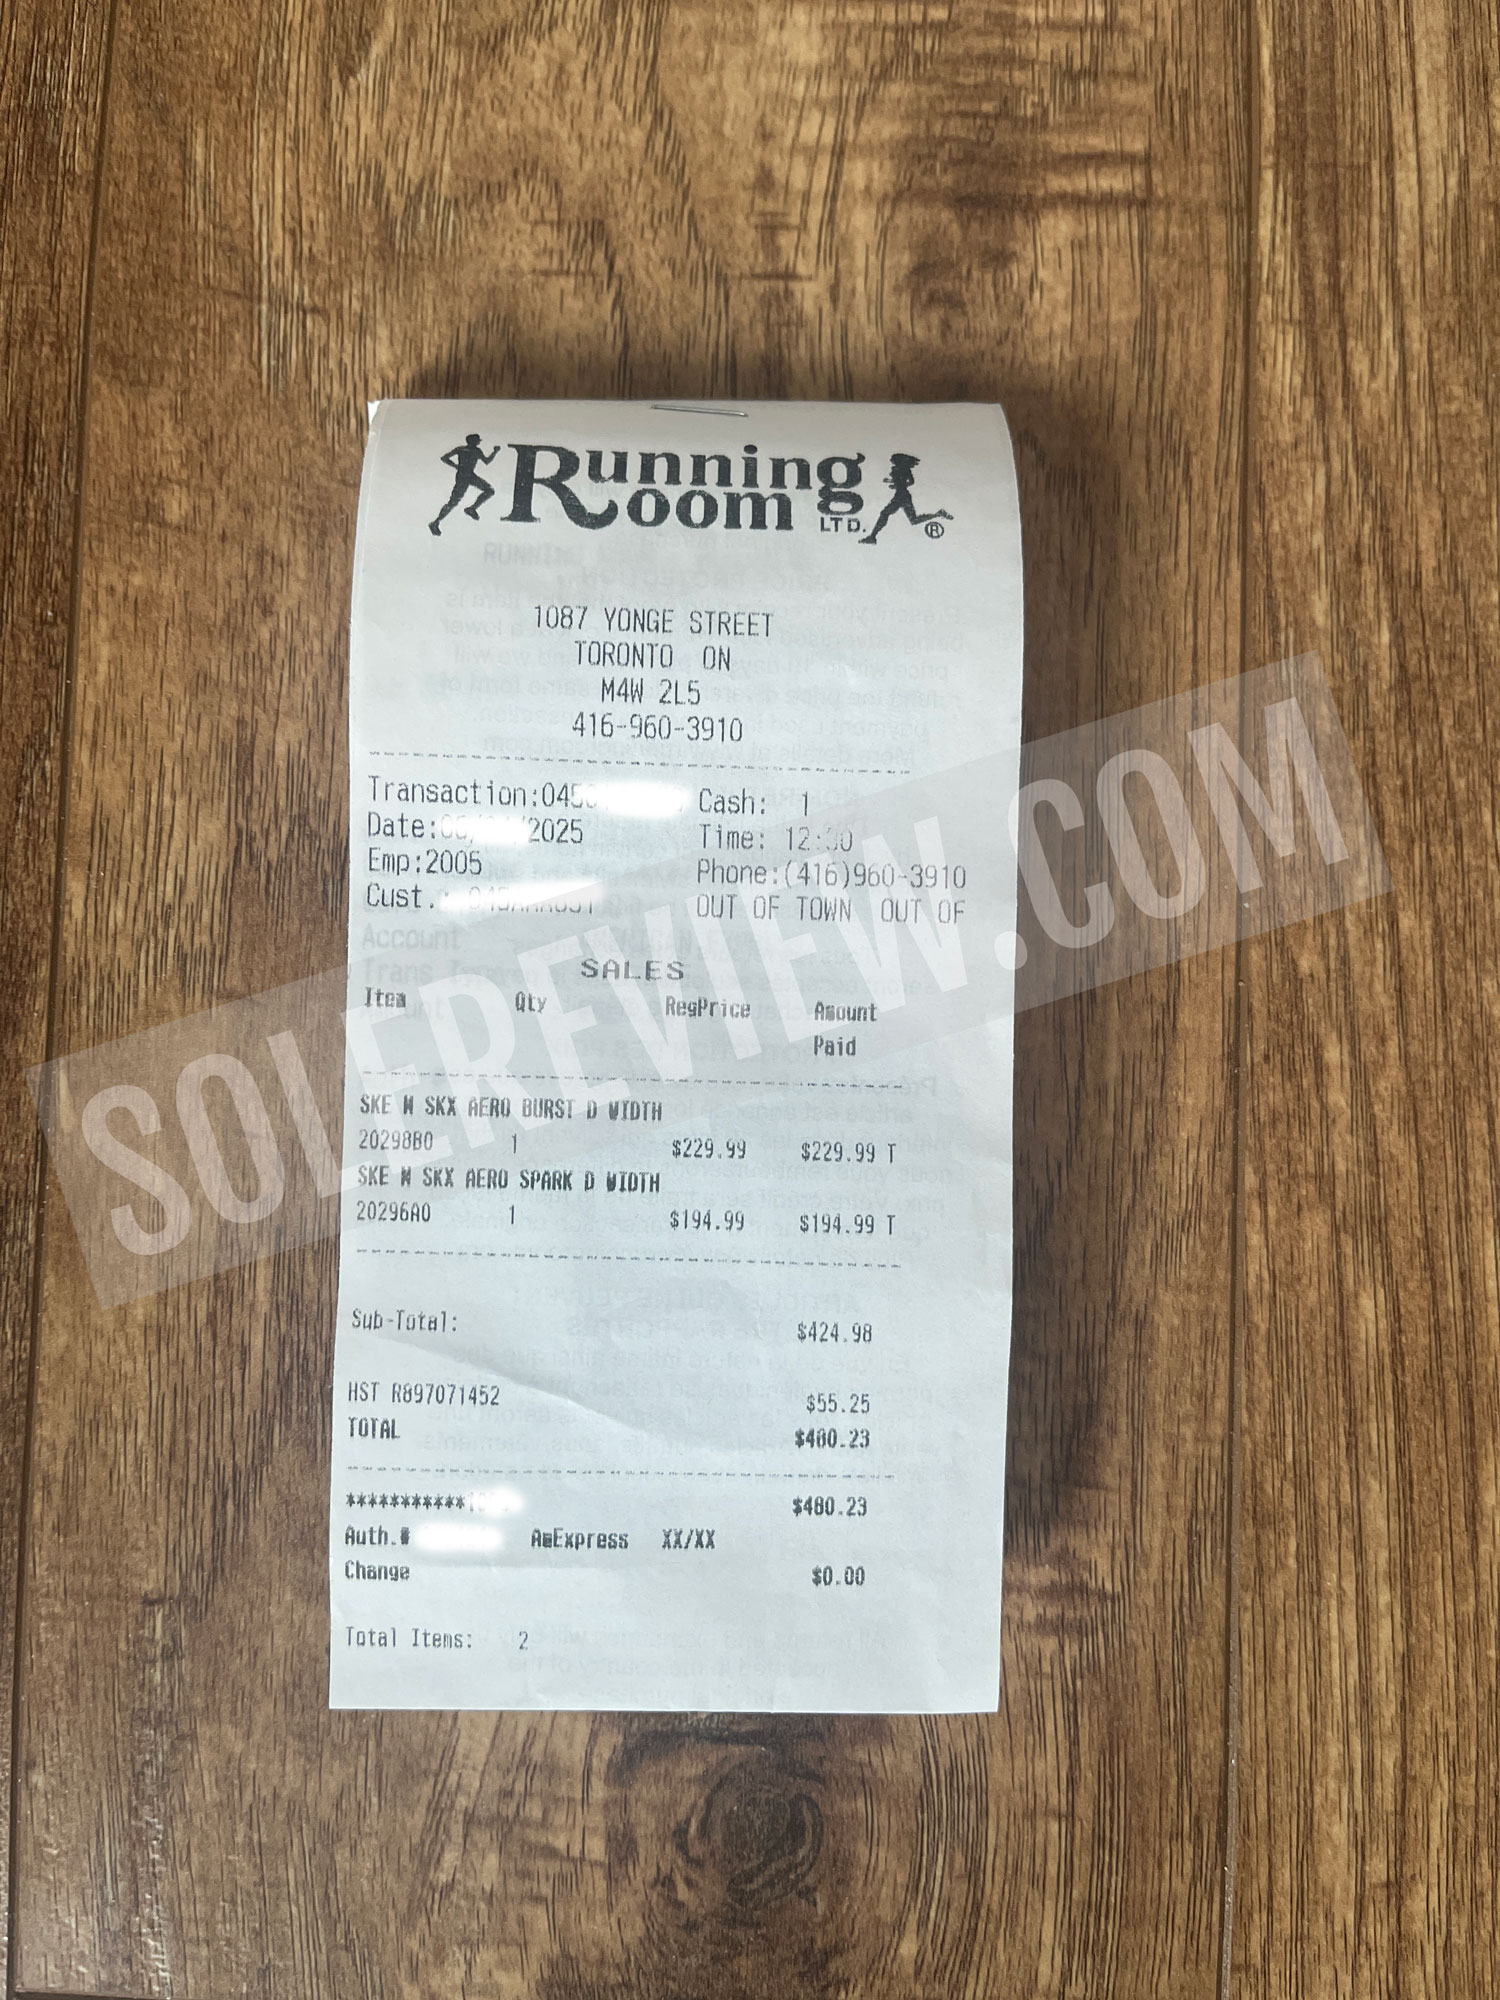 Running
Room LTD. ®
1087 YONGE STREET
TORONTO ON
M4W 2L5
416-960-3910
Transaction:045 Cash: 1
Date: /2025 Time: 12:30
Emp:2005 Phone:(416)960-3910
Cust. OUT OF TOWN OUT OF
SALES
Item Qty RegPrice Amount
Paid
SKE M SKX AERO BURST D WIDTH
20298B0 1 $229.99 $229.99 T
SKE M SKX AERO SPARK D WIDTH
20296A0 1 $194.99 $194.99 T
Sub-Total: $424.98
HST R897071452 $55.25
TOTAL $480.23
*********** $480.23
Auth.# AmExpress XX/XX
Change $0.00
Total Items: 2
SOLEREVIEW.COM